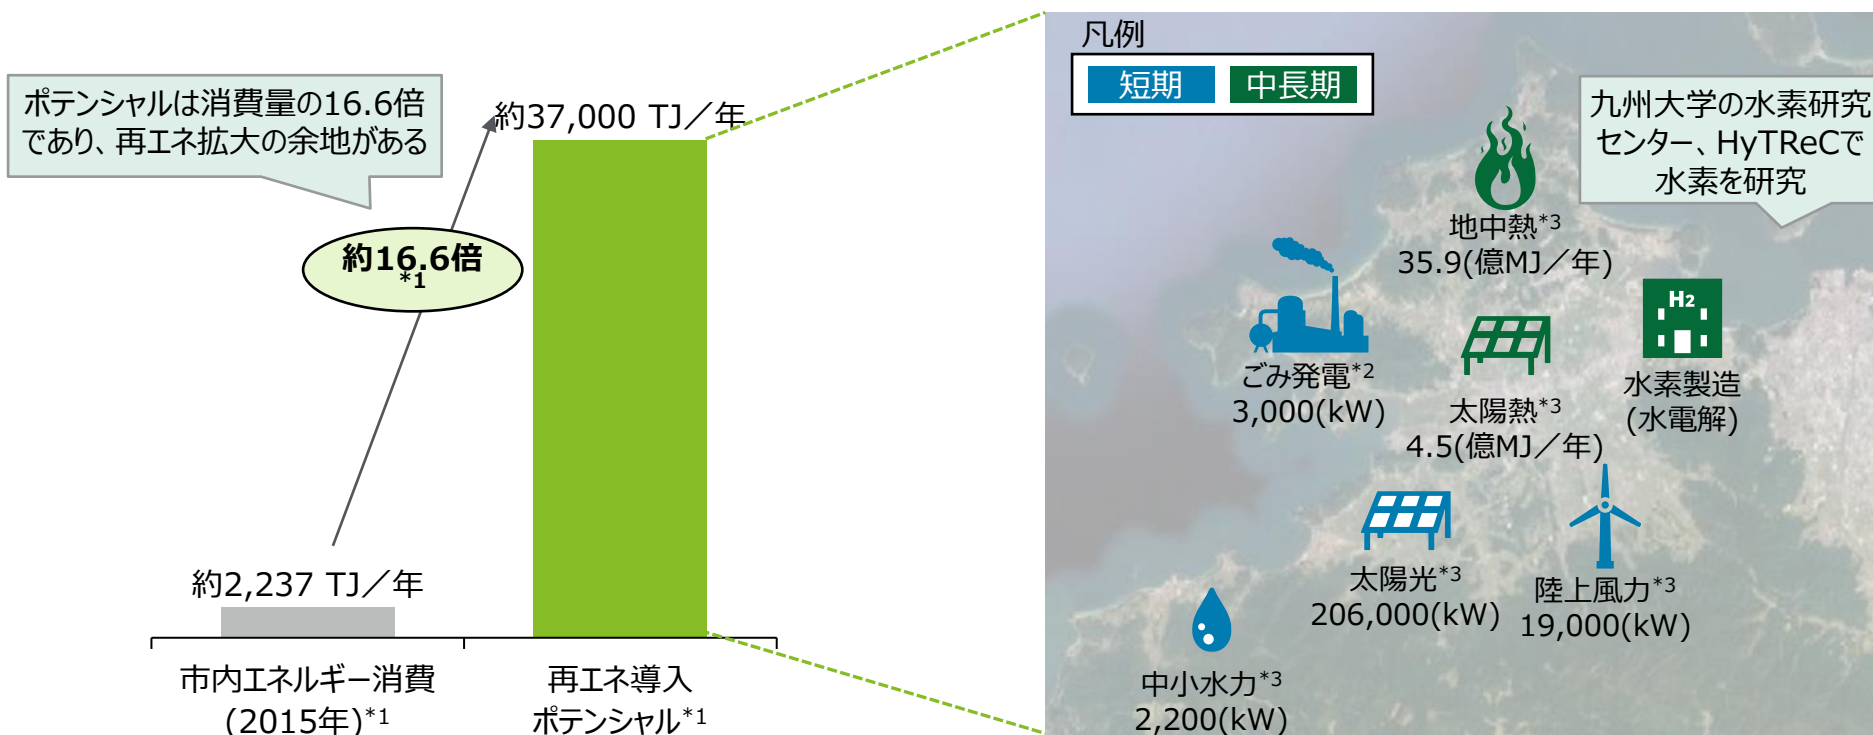 ポテンシャルは消費量の16.6倍
であり、再エネ拡大の余地がある
約37,000 TJ／年
約16.6倍
*1
約2,237 TJ／年
市内エネルギー消費
(2015年)*1
再エネ導入
ポテンシャル*1
凡例
短期
中長期
九州大学の水素研究
センター、HyTReCで
水素を研究
地中熱*3
35.9(億MJ／年)
ごみ発電*2
3,000(kW)
太陽熱*3
4.5(億MJ／年)
H2
水素製造
(水電解)
太陽光*3
206,000(kW)
陸上風力*3
19,000(kW)
中小水力*3
2,200(kW)